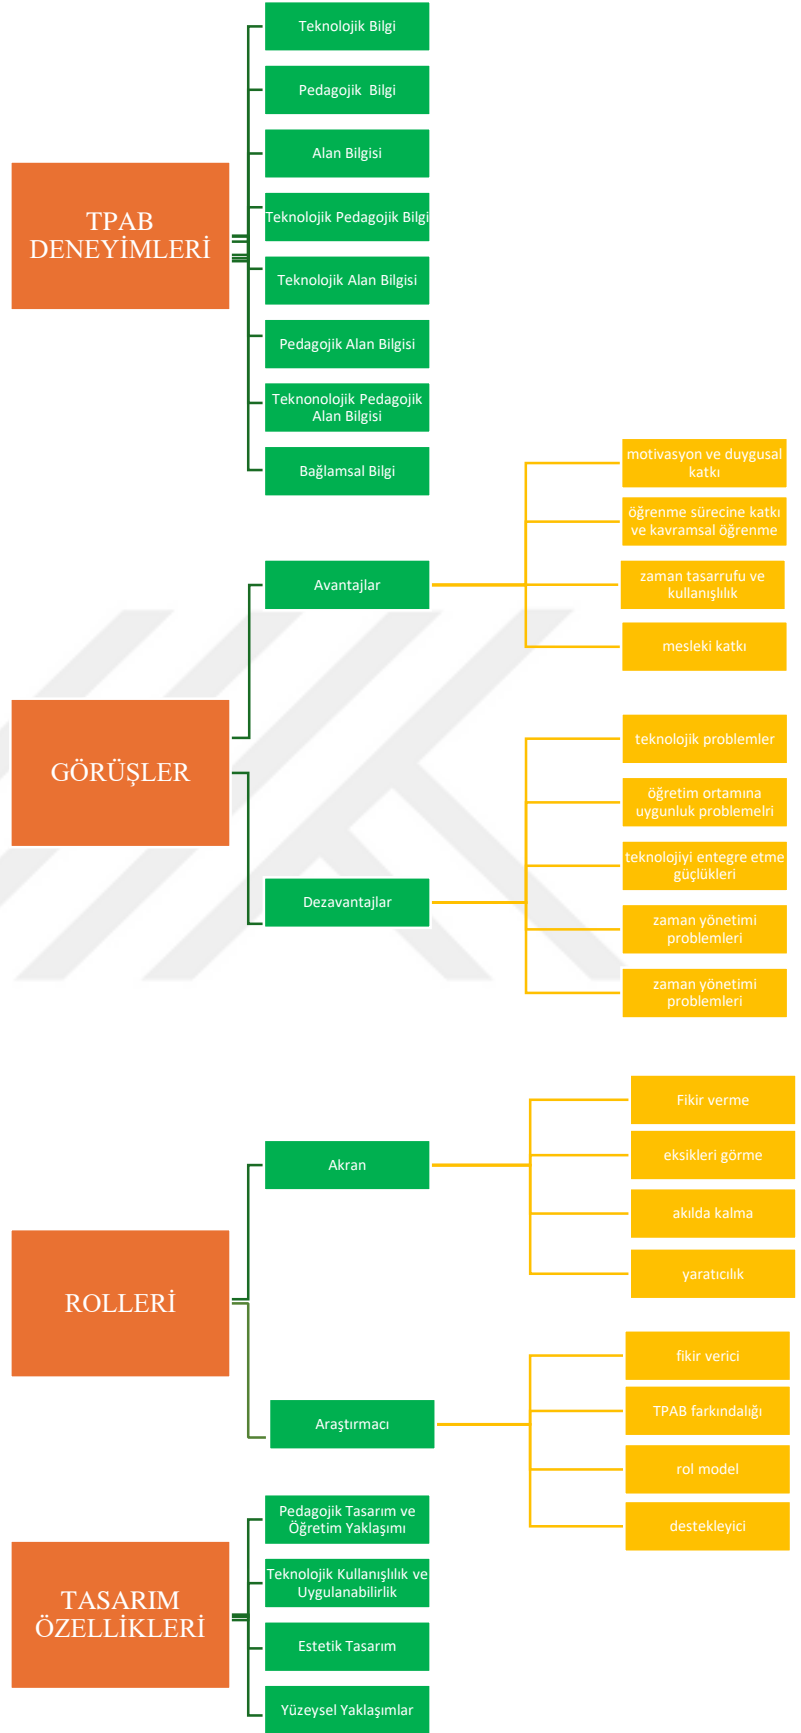 TPAB
DENEYİMLERİ
Teknolojik Bilgi
Pedagojik Bilgi
Alan Bilgisi
Teknolojik Pedagojik Bilgi
Teknolojik Alan Bilgisi
Pedagojik Alan Bilgisi
Teknonolojik Pedagojik
Alan Bilgisi
Bağlamsal Bilgi
GÖRÜŞLER
Avantajlar
motivasyon ve duygusal
katkı
öğrenme sürecine katkı
ve kavramsal öğrenme
zaman tasarrufu ve
kullanışlılık
mesleki katkı
Dezavantajlar
teknolojik problemler
öğretim ortamına
uygunluk problemelri
teknolojiyi entegre etme
güçlükleri
zaman yönetimi
problemleri
zaman yönetimi
problemleri
ROLLERİ
Akran
Fikir verme
eksikleri görme
akılda kalma
yaratıcılık
Araştırmacı
fikir verici
TPAB farkındalığı
rol model
destekleyici
TASARIM
ÖZELLİKLERİ
Pedagojik Tasarım ve
Öğretim Yaklaşımı
Teknolojik Kullanışlılık ve
Uygulanabilirlik
Estetik Tasarım
Yüzeysel Yaklaşımlar